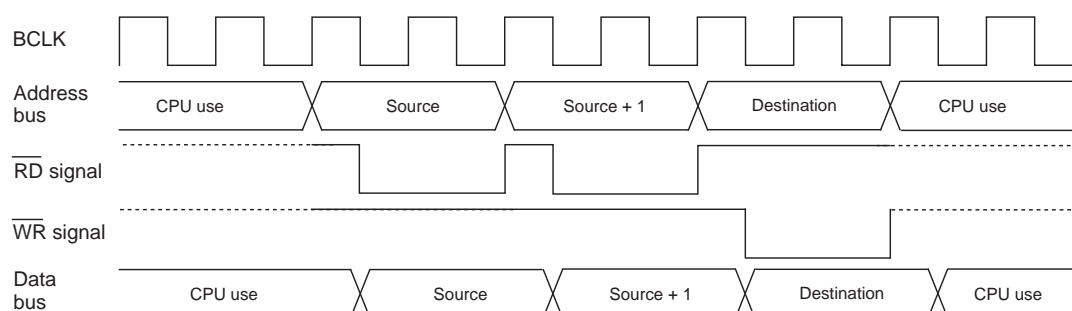 BCLK
Address
bus
CPU use Source Source + 1 Destination CPU use
RD signal
WR signal
Data
bus
CPU use Source Source + 1 Destination CPU use